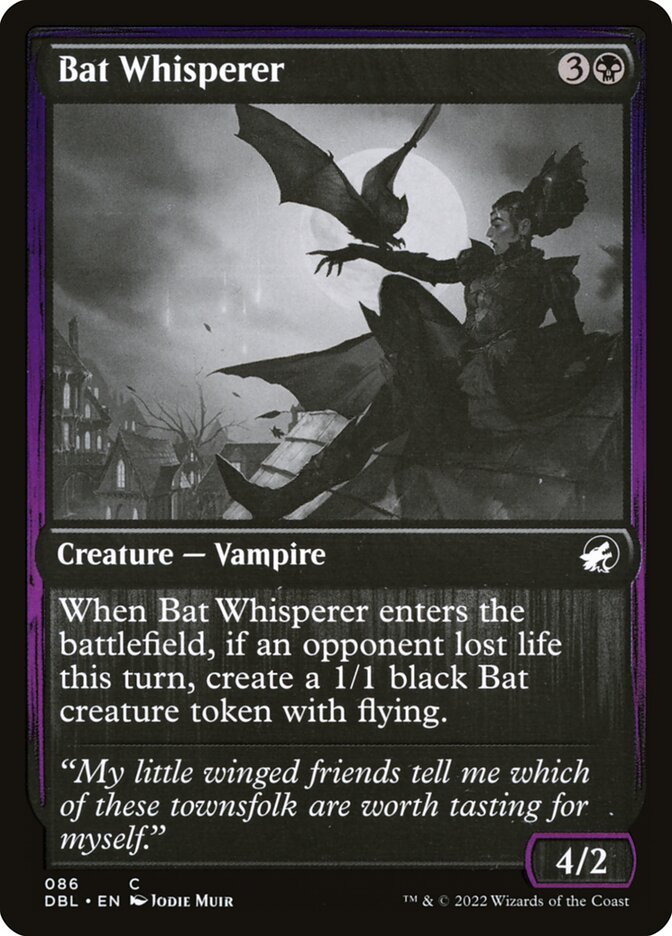 Bat Whisperer
3
Creature — Vampire
When Bat Whisperer enters the
battlefield, if an opponent lost life
this turn, create a 1/1 black Bat
creature token with flying.
“My little winged friends tell me which
of these townsfolk are worth tasting for
myself.”
4/2
086 C
DBL • EN Jodie Muir
™ & © 2022 Wizards of the Coast